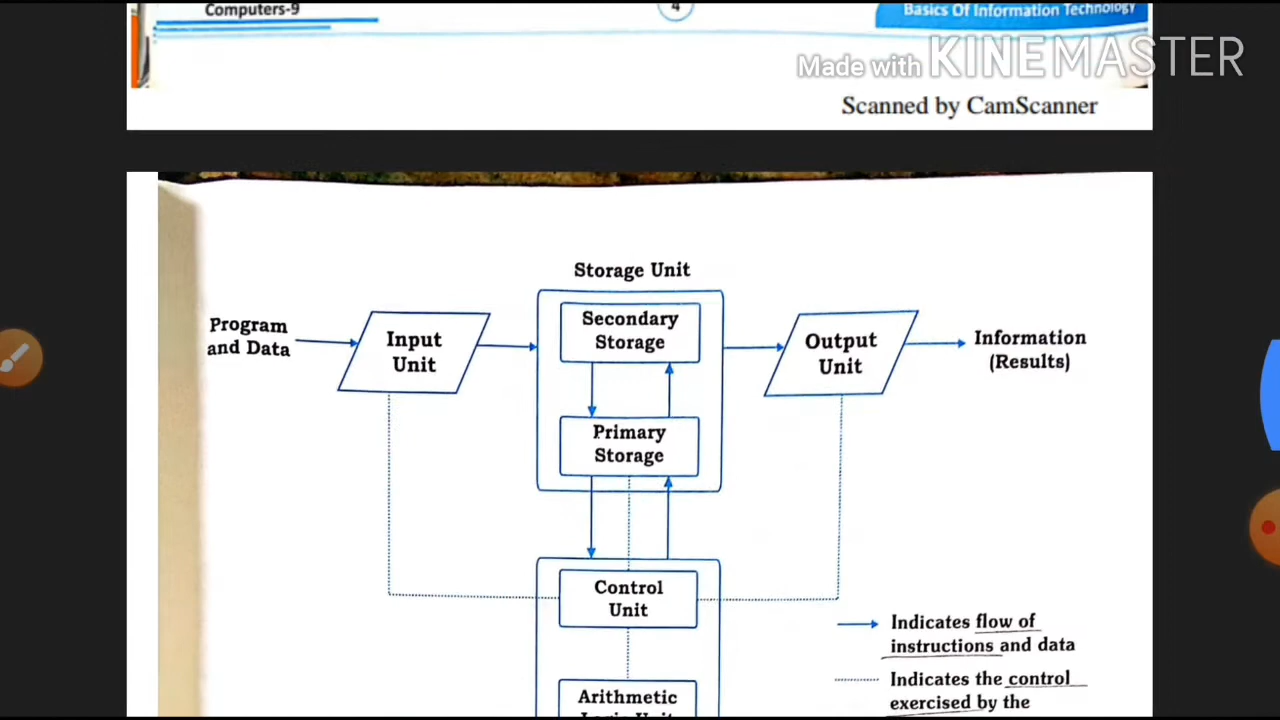 Computers-9
4
Basics Of Information Technology
Made with KINEMASTER
Scanned by CamScanner
Storage Unit
Program
and Data
Input
Unit
Secondary
Storage
Output
Unit
Information
(Results)
Primary
Storage
Control
Unit
Indicates flow of
instructions and data
Indicates the control
exercised by the
Arithmetic
Logic Unit